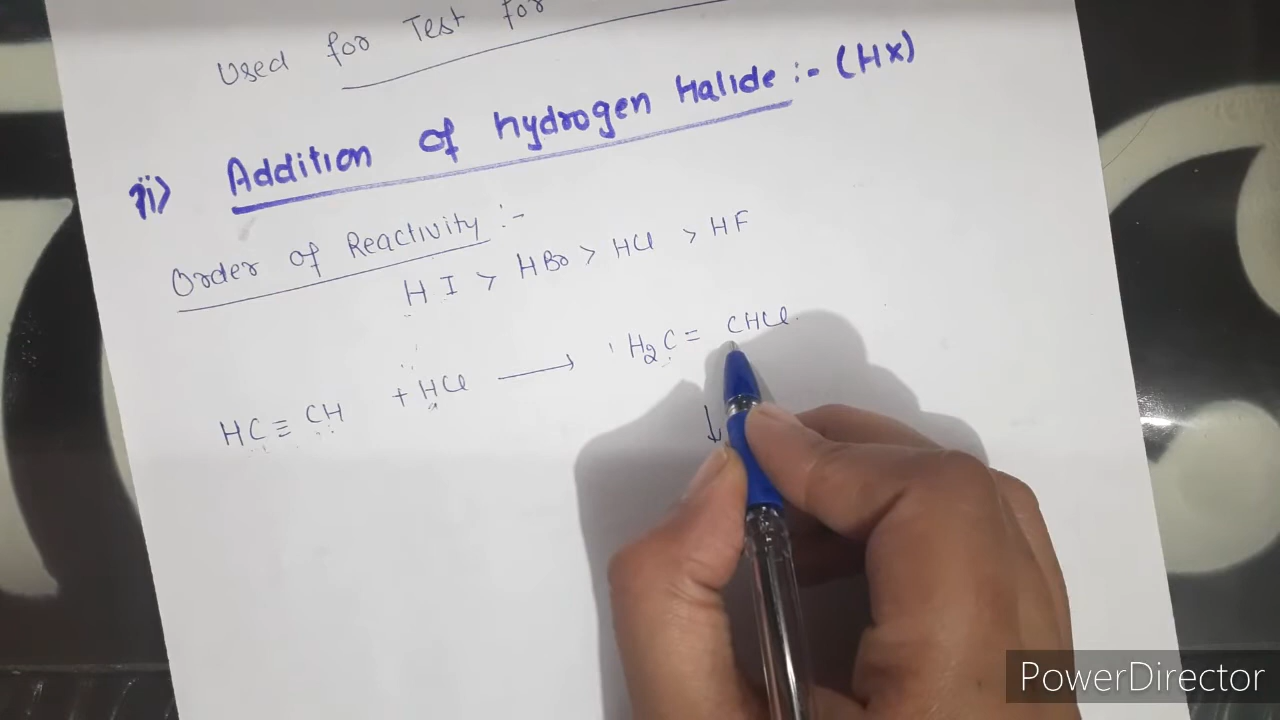 Used for Test for
ii) Addition of hydrogen Halide :- (HX)
Order of Reactivity :-
HI > HBr > HCl > HF
HC ≡ CH + HCl ⟶ H₂C = CHCl
↓
PowerDirector